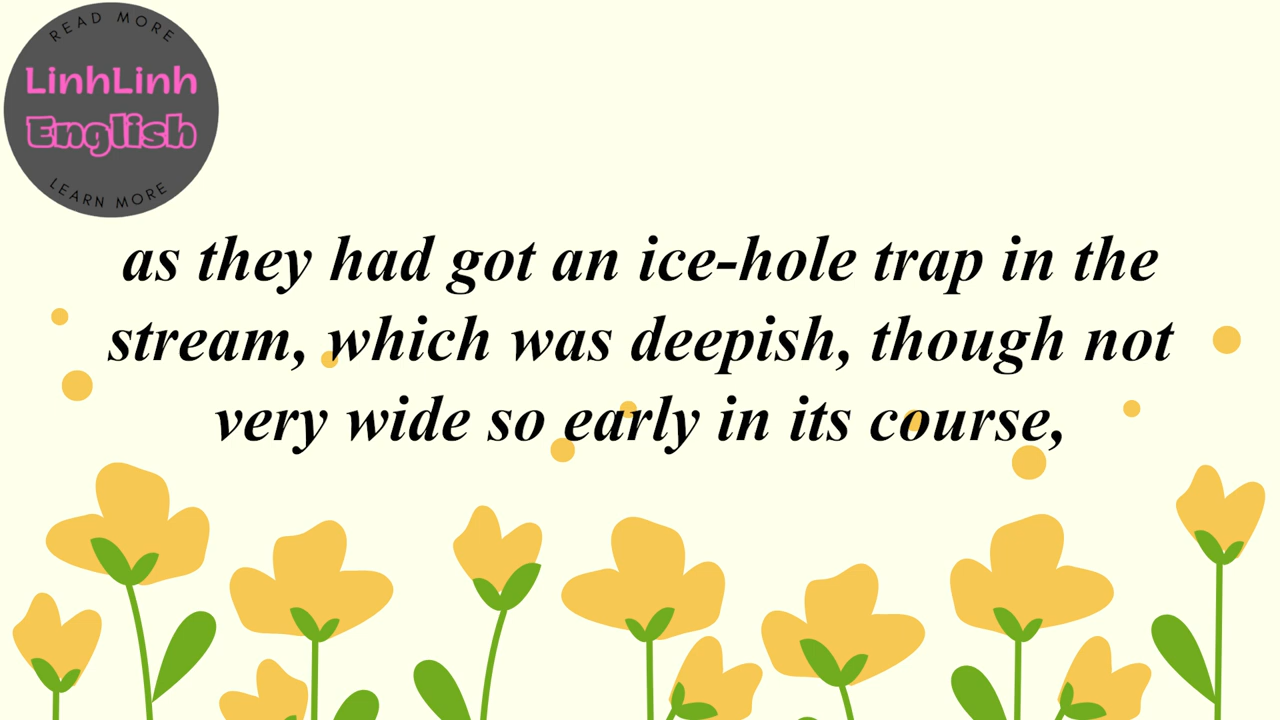 READ MORE
LinhLinh
English
LEARN MORE
as they had got an ice-hole trap in the
stream, which was deepish, though not
very wide so early in its course,